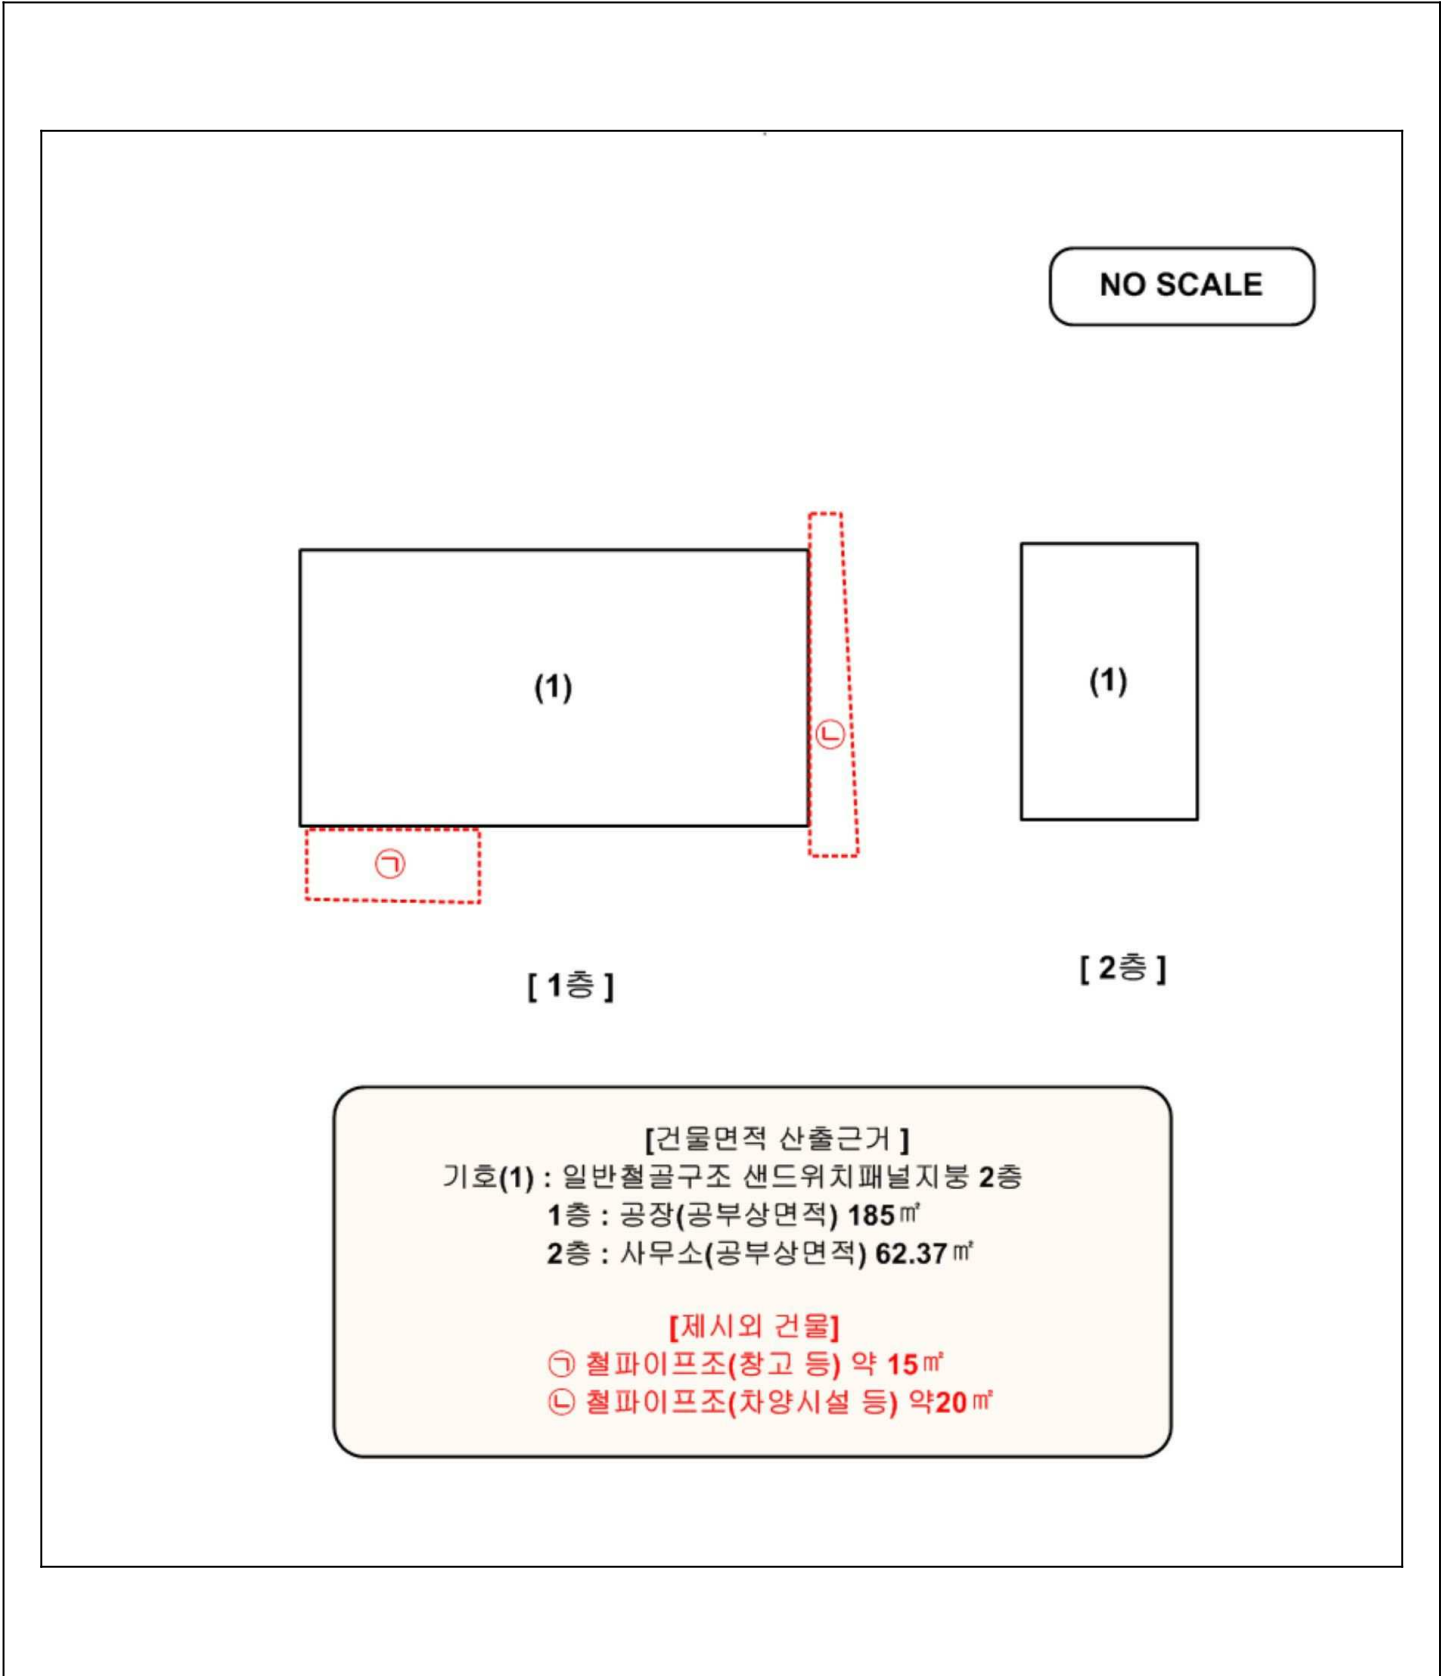 NO SCALE
(1)
(1)
㉡
㉠
[ 1층 ]
[ 2층 ]
[건물면적 산출근거 ]
기호(1) : 일반철골구조 샌드위치패널지붕 2층
1층 : 공장(공부상면적) 185㎡
2층 : 사무소(공부상면적) 62.37㎡
[제시외 건물]
㉠ 철파이프조(창고 등) 약 15㎡
㉡ 철파이프조(차양시설 등) 약20㎡